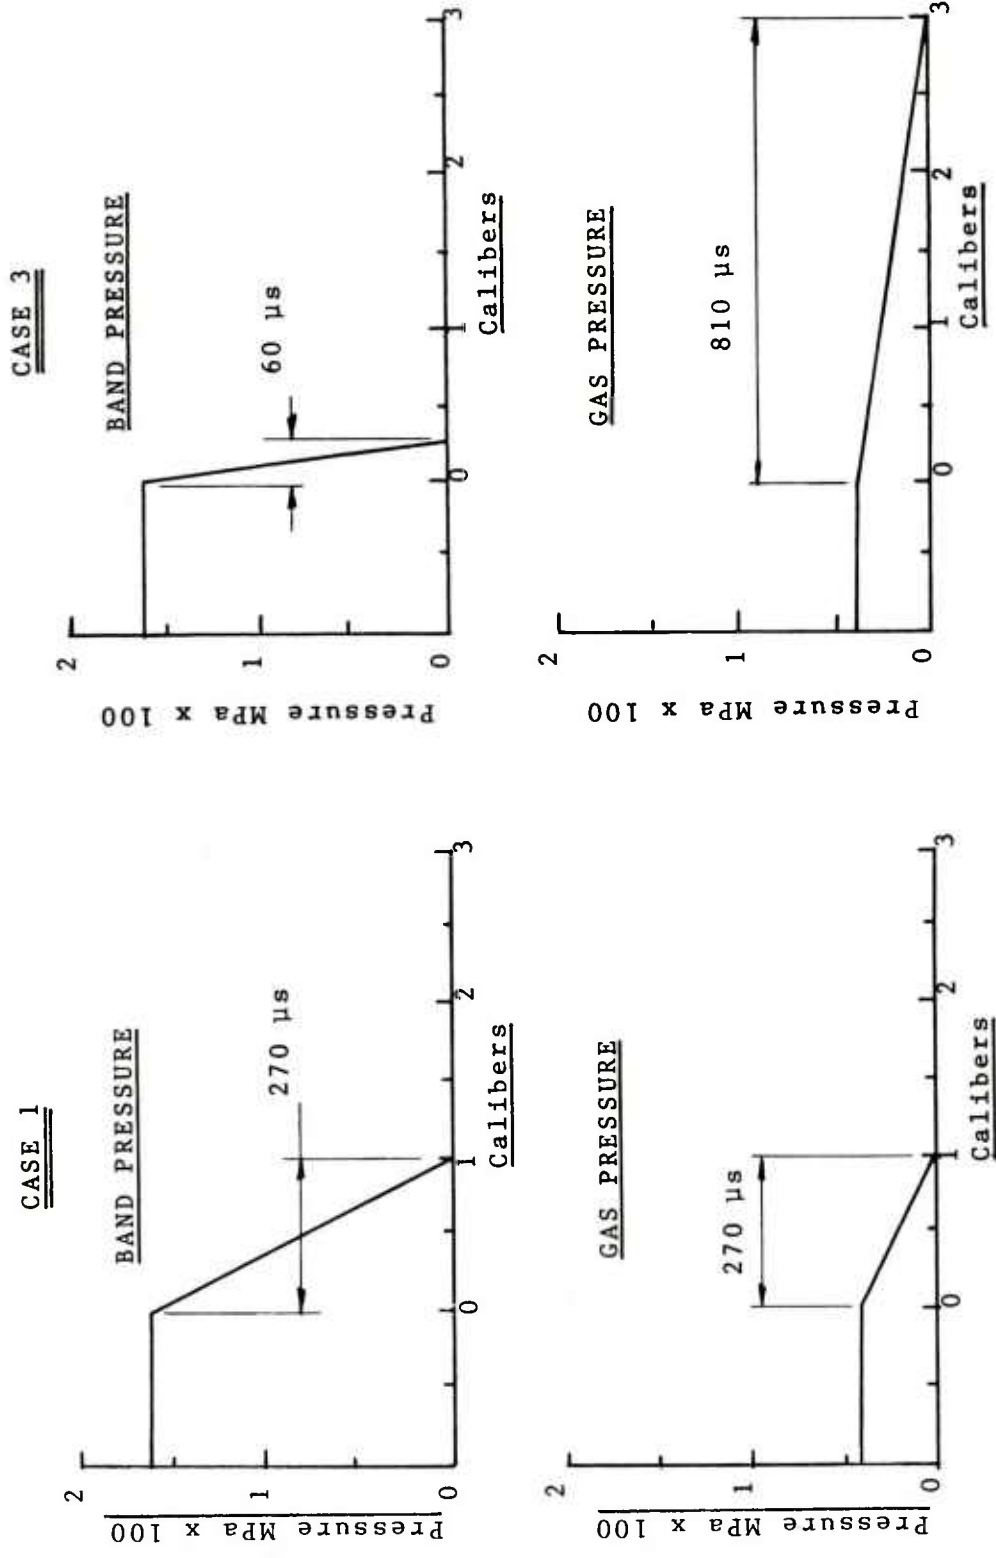 CASE 1
BAND PRESSURE
Pressure MPa x 100
2
1
0
270 µs
0
1
2
3
Calibers
GAS PRESSURE
Pressure MPa x 100
2
1
0
270 µs
0
1
2
3
Calibers
CASE 3
BAND PRESSURE
Pressure MPa x 100
2
1
0
60 µs
0
1
2
3
Calibers
GAS PRESSURE
Pressure MPa x 100
2
1
0
810 µs
0
1
2
3
Calibers